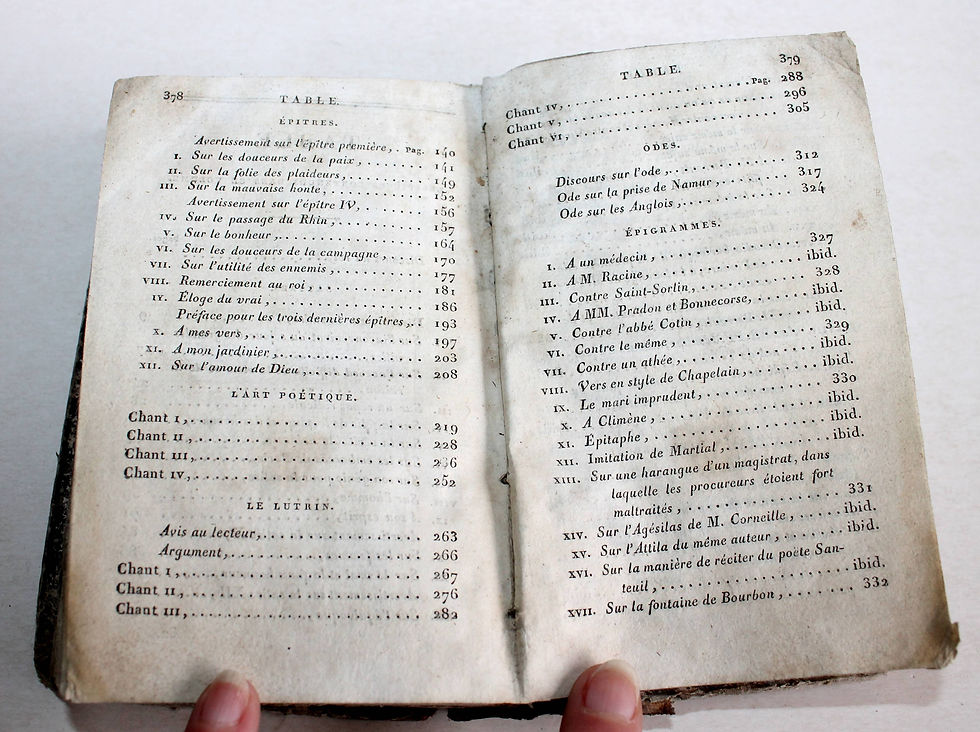 378
TABLE.
ÉPITRES.
Avertissement sur l'épître première, . Pag. 140
I. Sur les douceurs de la paix, . . . . . . . . 141
II. Sur la folie des plaideurs, . . . . . . . . . 149
III. Sur la mauvaise honte, . . . . . . . . . . 152
Avertissement sur l'épître IV, . . . . . . . 156
IV. Sur le passage du Rhin, . . . . . . . . . . 157
V. Sur le bonheur, . . . . . . . . . . . . . . 164
VI. Sur les douceurs de la campagne, . . . . . 170
VII. Sur l'utilité des ennemis, . . . . . . . . . 177
VIII. Remerciement au roi, . . . . . . . . . . . 181
IX. Éloge du vrai, . . . . . . . . . . . . . . . 186
Préface pour les trois dernières épîtres, . . 193
X. A mes vers, . . . . . . . . . . . . . . . . 197
XI. A mon jardinier, . . . . . . . . . . . . . . 203
XII. Sur l'amour de Dieu, . . . . . . . . . . . 208
L'ART POÉTIQUE.
Chant I, . . . . . . . . . . . . . . . . . . . 219
Chant II, . . . . . . . . . . . . . . . . . . . 228
Chant III, . . . . . . . . . . . . . . . . . . 236
Chant IV, . . . . . . . . . . . . . . . . . . . 252
LE LUTRIN.
Avis au lecteur, . . . . . . . . . . . . . . . 263
Argument, . . . . . . . . . . . . . . . . . . 266
Chant I, . . . . . . . . . . . . . . . . . . . 267
Chant II, . . . . . . . . . . . . . . . . . . . 276
Chant III, . . . . . . . . . . . . . . . . . . 282
TABLE.
379
Chant IV, . . . . . . . . . . . . . . . . Pag. 288
Chant V, . . . . . . . . . . . . . . . . . . . 296
Chant VI, . . . . . . . . . . . . . . . . . . . 305
ODES.
Discours sur l'ode, . . . . . . . . . . . . . 312
Ode sur la prise de Namur, . . . . . . . . 317
Ode sur les Anglois, . . . . . . . . . . . . 324
ÉPIGRAMMES.
I. A un médecin, . . . . . . . . . . . . . . 327
II. A M. Racine, . . . . . . . . . . . . . . ibid.
III. Contre Saint-Sorlin, . . . . . . . . . . 328
IV. A MM. Pradon et Bonnecorse, . . . . . ibid.
V. Contre l'abbé Cotin, . . . . . . . . . . ibid.
VI. Contre le même, . . . . . . . . . . . . 329
VII. Contre un athée, . . . . . . . . . . . . ibid.
VIII. Vers en style de Chapelain, . . . . . . ibid.
IX. Le mari imprudent, . . . . . . . . . . 330
X. A Climène, . . . . . . . . . . . . . . . ibid.
XI. Épitaphe, . . . . . . . . . . . . . . . . ibid.
XII. Imitation de Martial, . . . . . . . . . . ibid.
XIII. Sur une harangue d'un magistrat, dans
laquelle les procureurs étoient fort
maltraités, . . . . . . . . . . . . . . . 331
XIV. Sur l'Agésilas de M. Corneille, . . . . . ibid.
XV. Sur l'Attila du même auteur, . . . . . . ibid.
XVI. Sur la manière de réciter du poëte San-
teuil, . . . . . . . . . . . . . . . . . . ibid.
XVII. Sur la fontaine de Bourbon, . . . . . . . 332